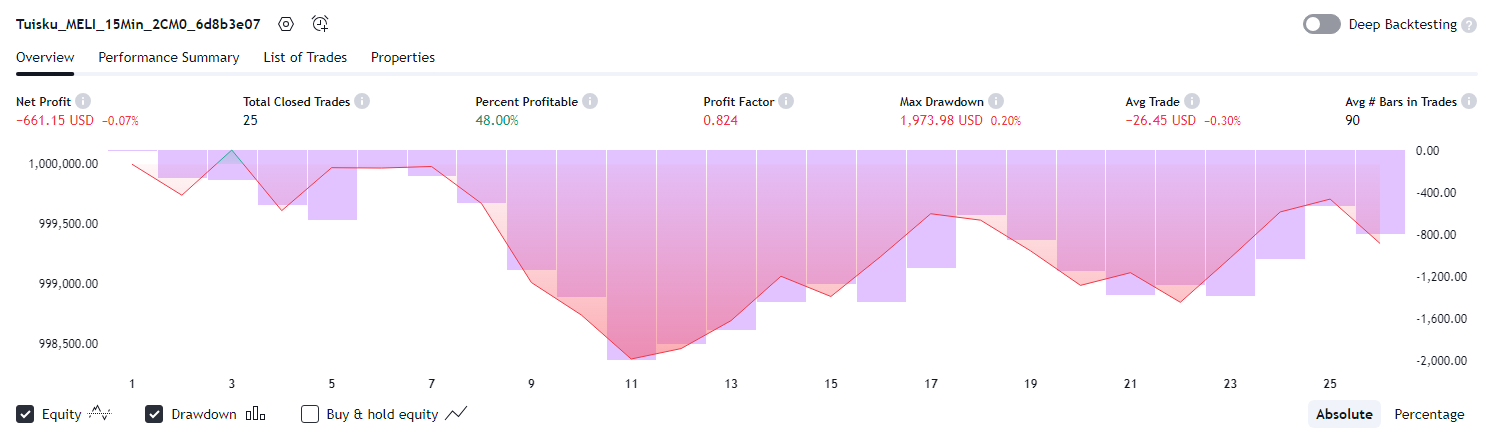 Tuisku_MELI_15Min_2CM0_6d8b3e07 Deep Backtesting ?
Overview Performance Summary List of Trades Properties
Net Profit i Total Closed Trades i Percent Profitable i Profit Factor i Max Drawdown i Avg Trade i Avg # Bars in Trades i
−661.15 USD −0.07% 25 48.00% 0.824 1,973.98 USD 0.20% −26.45 USD −0.30% 90
1,000,000.00 0.00
-400.00
999,500.00 -800.00
999,000.00 -1,200.00
-1,600.00
998,500.00 -2,000.00
1 3 5 7 9 11 13 15 17 19 21 23 25
Equity Drawdown Buy & hold equity Absolute Percentage